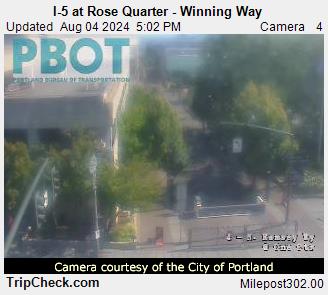 I-5 at Rose Quarter - Winning Way
Updated Aug 04 2024 5:02 PM Camera 4
PBOT
PORTLAND BUREAU OF TRANSPORTATION
Camera courtesy of the City of Portland
TripCheck.com Milepost302.00